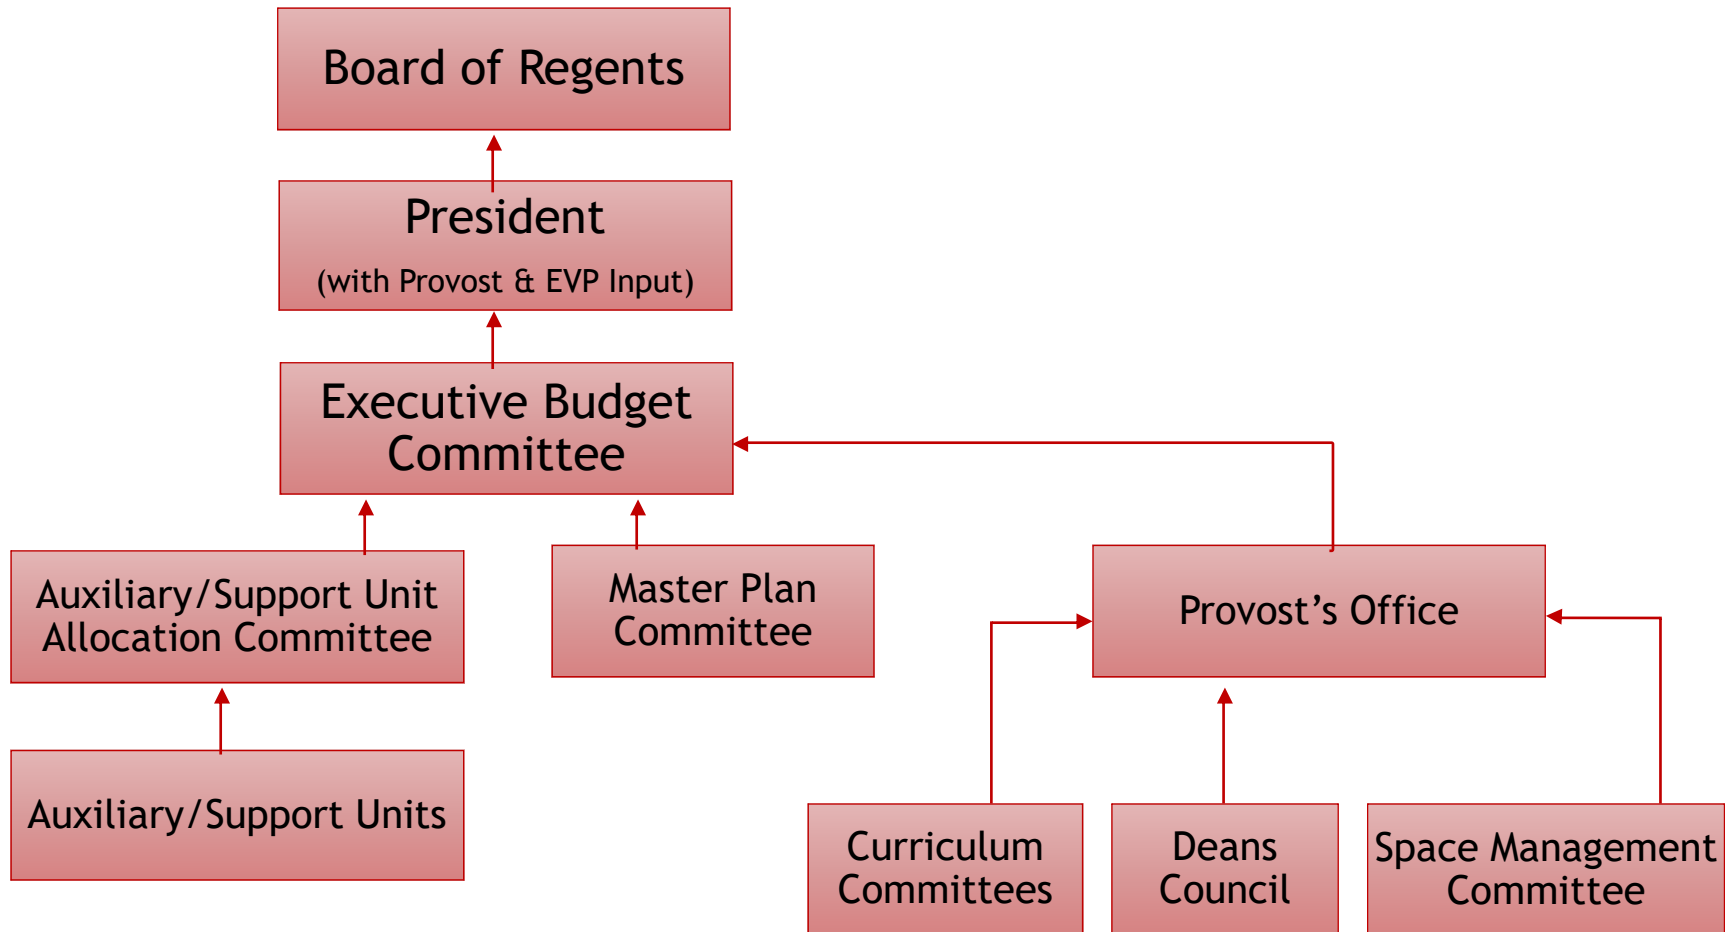 Board of Regents
President
(with Provost & EVP Input)
Executive Budget
Committee
Auxiliary/Support Unit
Allocation Committee
Master Plan
Committee
Provost’s Office
Auxiliary/Support Units
Curriculum
Committees
Deans
Council
Space Management
Committee